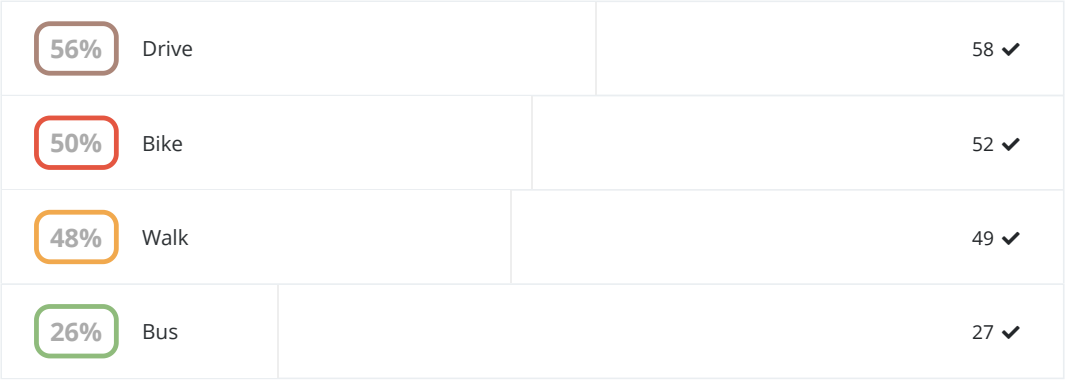 56% Drive 58 ✔
50% Bike 52 ✔
48% Walk 49 ✔
26% Bus 27 ✔